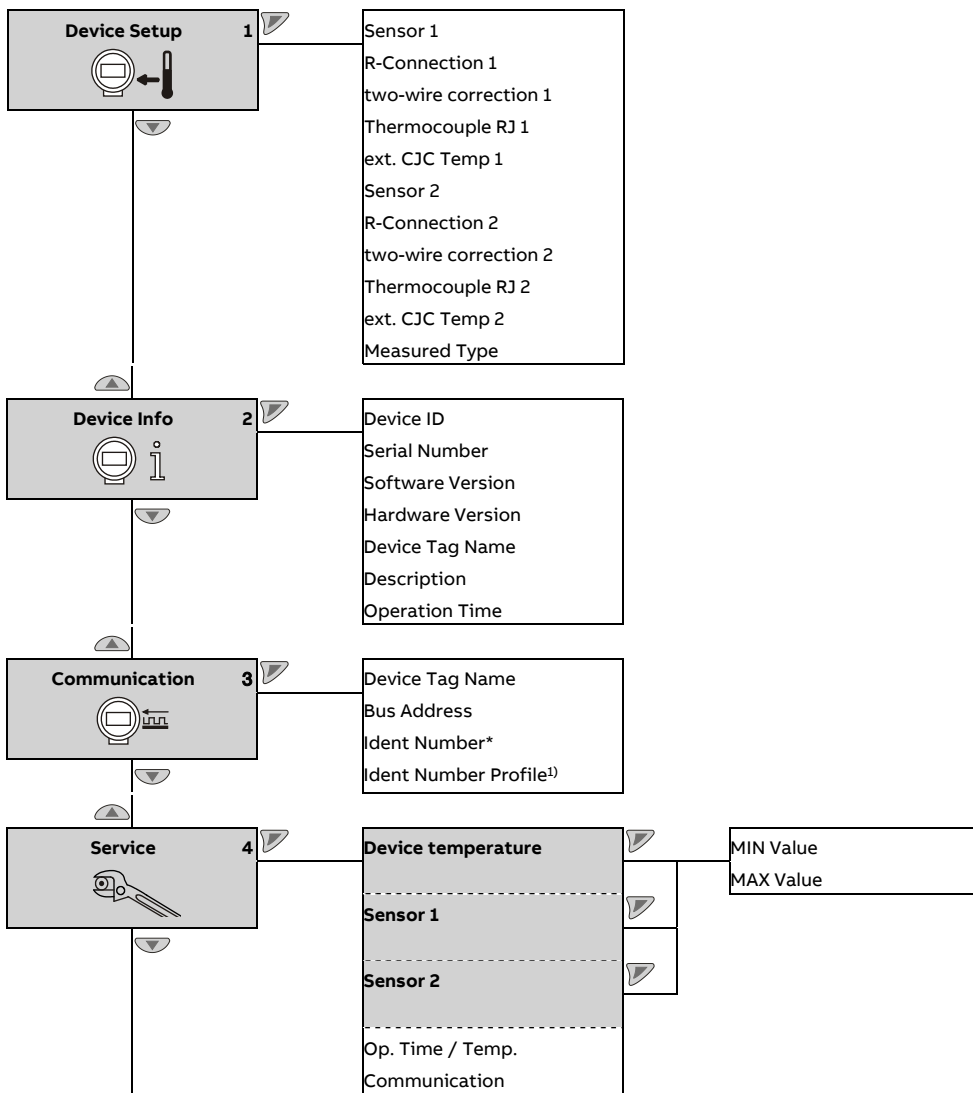 Device Setup 1
Sensor 1
R-Connection 1
two-wire correction 1
Thermocouple RJ 1
ext. CJC Temp 1
Sensor 2
R-Connection 2
two-wire correction 2
Thermocouple RJ 2
ext. CJC Temp 2
Measured Type
Device Info 2
Device ID
Serial Number
Software Version
Hardware Version
Device Tag Name
Description
Operation Time
Communication 3
Device Tag Name
Bus Address
Ident Number*
Ident Number Profile1)
Service 4
Device temperature
MIN Value
MAX Value
Sensor 1
Sensor 2
Op. Time / Temp.
Communication